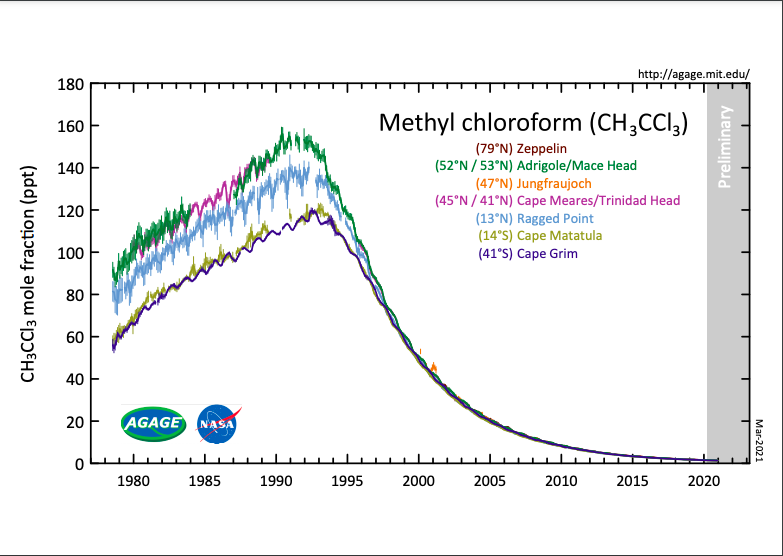 http://agage.mit.edu/
180
160
140
120
100
80
60
40
20
0
CH₃CCl₃ mole fraction (ppt)
Methyl chloroform (CH₃CCl₃)
(79°N) Zeppelin
(52°N / 53°N) Adrigole/Mace Head
(47°N) Jungfraujoch
(45°N / 41°N) Cape Meares/Trinidad Head
(13°N) Ragged Point
(14°S) Cape Matatula
(41°S) Cape Grim
Preliminary
AGAGE
NASA
Mar-2021
1980 1985 1990 1995 2000 2005 2010 2015 2020